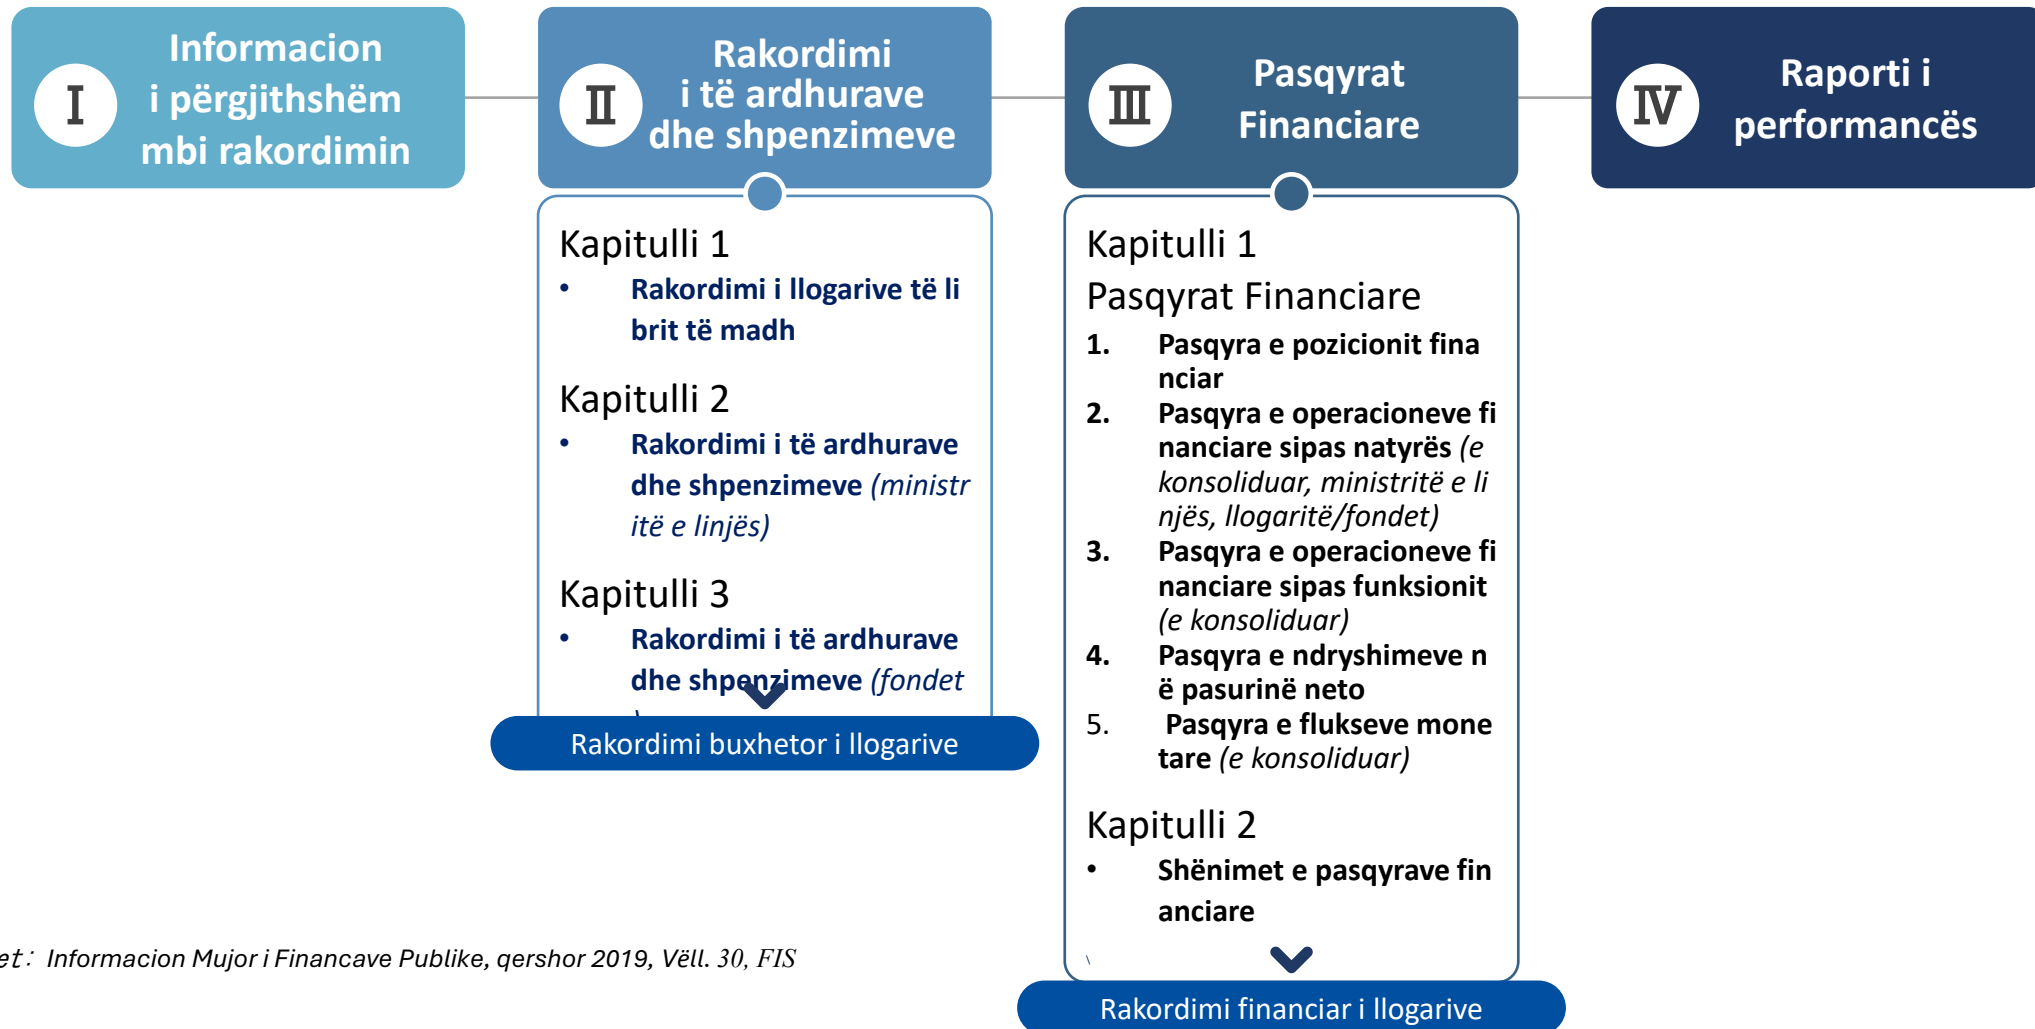 I
Informacion
i përgjithshëm
mbi rakordimin
II
Rakordimi
i të ardhurave
dhe shpenzimeve
III
Pasqyrat
Financiare
IV
Raporti i
performancës
Kapitulli 1
• Rakordimi i llogarive të li
brit të madh
Kapitulli 2
• Rakordimi i të ardhurave
dhe shpenzimeve (ministr
itë e linjës)
Kapitulli 3
• Rakordimi i të ardhurave
dhe shpenzimeve (fondet
Rakordimi buxhetor i llogarive
Kapitulli 1
Pasqyrat Financiare
1. Pasqyra e pozicionit fina
nciar
2. Pasqyra e operacioneve fi
nanciare sipas natyrës (e
konsoliduar, ministritë e li
njës, llogaritë/fondet)
3. Pasqyra e operacioneve fi
nanciare sipas funksionit
(e konsoliduar)
4. Pasqyra e ndryshimeve n
ë pasurinë neto
5. Pasqyra e flukseve mone
tare (e konsoliduar)
Kapitulli 2
• Shënimet e pasqyrave fin
anciare
\
Rakordimi financiar i llogarive
et: Informacion Mujor i Financave Publike, qershor 2019, Vëll. 30, FIS